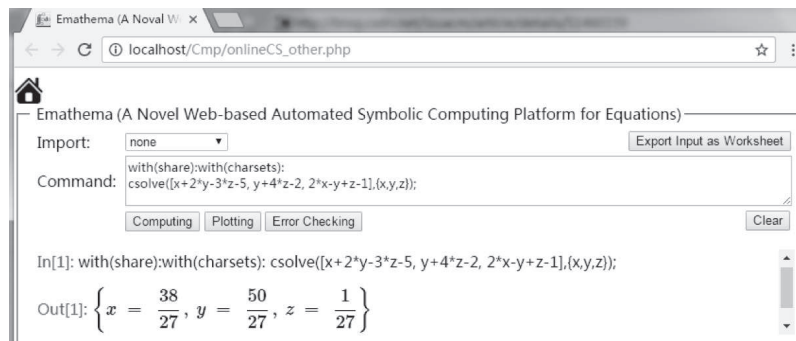 Emathema (A Novel W
localhost/Cmp/onlineCS_other.php
Emathema (A Novel Web-based Automated Symbolic Computing Platform for Equations)
Import: none Export Input as Worksheet
Command: with(share):with(charsets):
csolve([x+2*y-3*z-5, y+4*z-2, 2*x-y+z-1],{x,y,z});
Computing Plotting Error Checking Clear
In[1]: with(share):with(charsets): csolve([x+2*y-3*z-5, y+4*z-2, 2*x-y+z-1],{x,y,z});
Out[1]: { x = 38/27, y = 50/27, z = 1/27 }